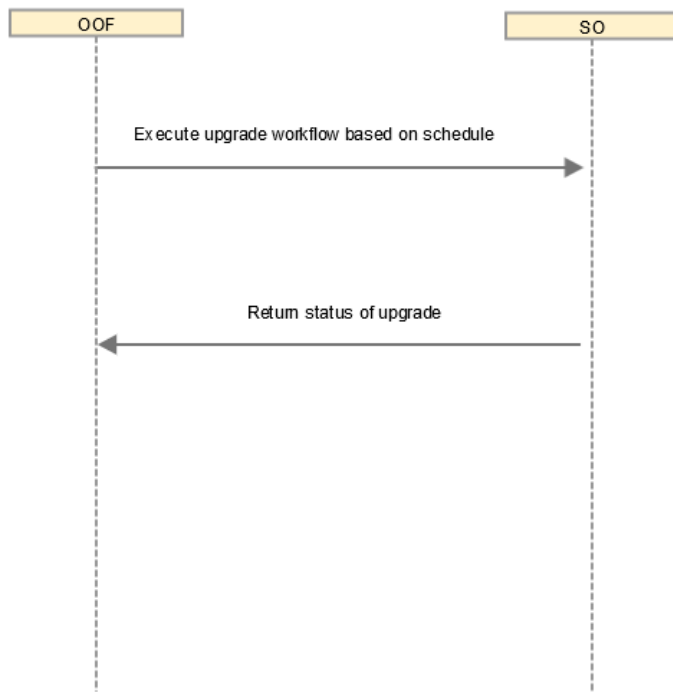 OOF
SO
Execute upgrade workflow based on schedule
Return status of upgrade